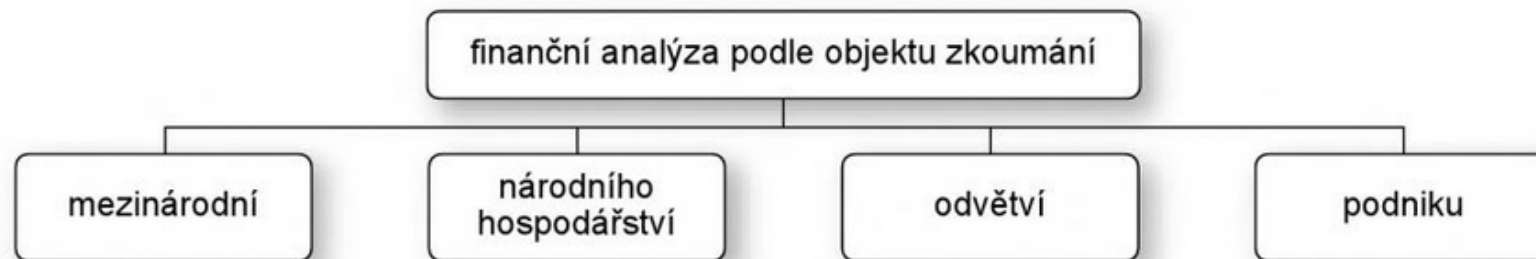 finanční analýza podle objektu zkoumání
mezinárodní
národního
hospodářství
odvětví
podniku